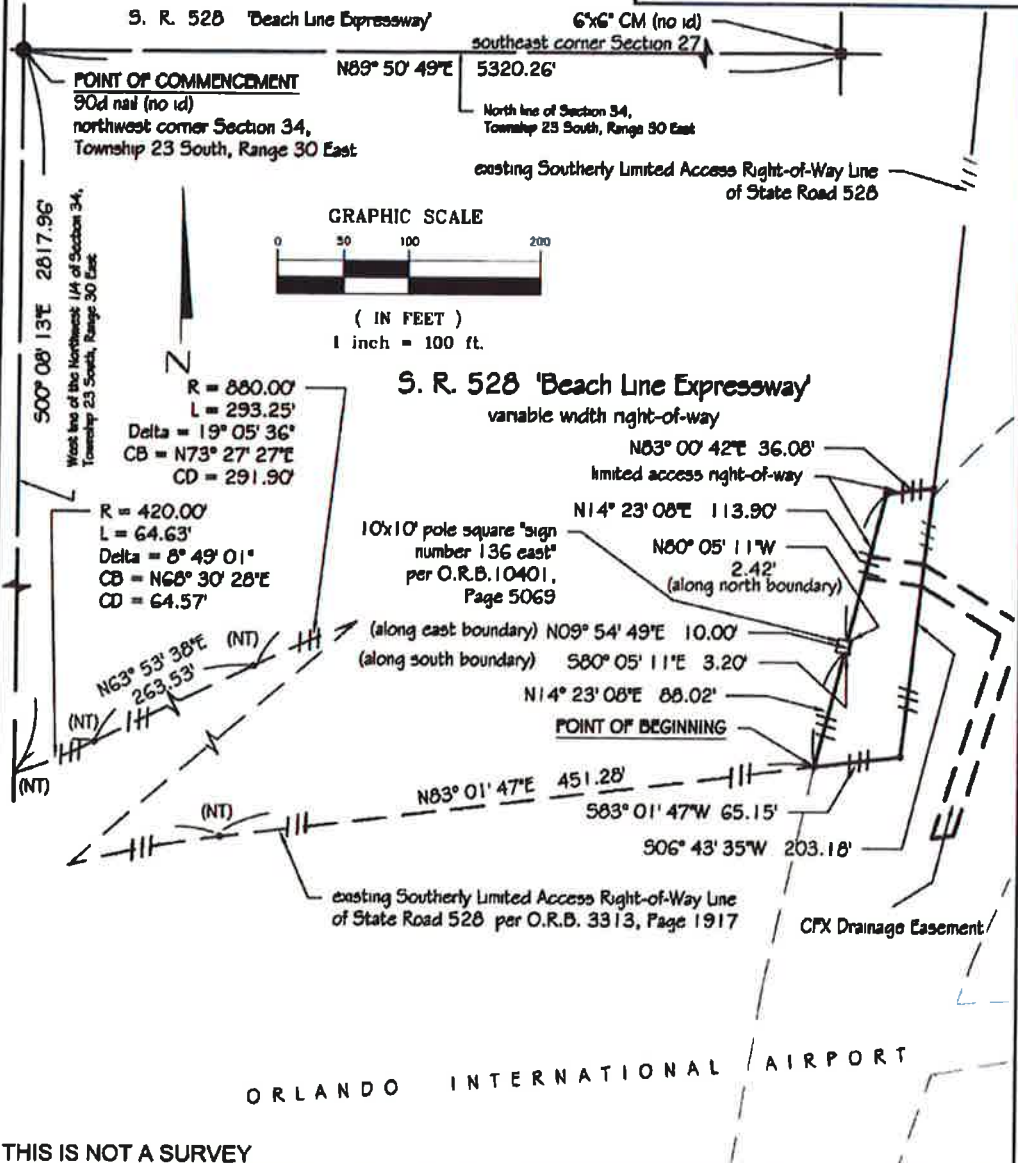 S. R. 528 'Beach Line Expressway'
6"x6" CM (no id)
southeast corner Section 27
N89° 50' 49"E 5320.26'
POINT OF COMMENCEMENT
90d nail (no id)
northwest corner Section 34,
Township 23 South, Range 30 East
North line of Section 34,
Township 23 South, Range 30 East
existing Southerly Limited Access Right-of-Way Line
of State Road 528
S00° 08' 13"E 2817.96'
West line of the Northwest 1/4 of Section 34,
Township 23 South, Range 30 East
GRAPHIC SCALE
0 50 100 200
( IN FEET )
1 inch = 100 ft.
N
R = 880.00'
L = 293.25'
Delta = 19° 05' 36"
CB = N73° 27' 27"E
CD = 291.90'
S. R. 528 'Beach Line Expressway'
variable width right-of-way
N83° 00' 42"E 36.08'
limited access right-of-way
N14° 23' 08"E 113.90'
R = 420.00'
L = 64.63'
Delta = 8° 49' 01"
CB = N68° 30' 28"E
CD = 64.57'
10x10' pole square "sign
number 136 east"
per O.R.B.10401,
Page 5069
N80° 05' 11"W
2.42'
(along north boundary)
(along east boundary) N09° 54' 49"E 10.00'
(along south boundary) S80° 05' 11"E 3.20'
N14° 23' 08"E 88.02'
POINT OF BEGINNING
N63° 53' 38"E
263.53'
(NT)
(NT)
(NT)
(NT)
N83° 01' 47"E 451.28'
S83° 01' 47"W 65.15'
S06° 43' 35"W 203.18'
existing Southerly Limited Access Right-of-Way Line
of State Road 528 per O.R.B. 3313, Page 1917
CFX Drainage Easement
ORLANDO INTERNATIONAL AIRPORT
THIS IS NOT A SURVEY